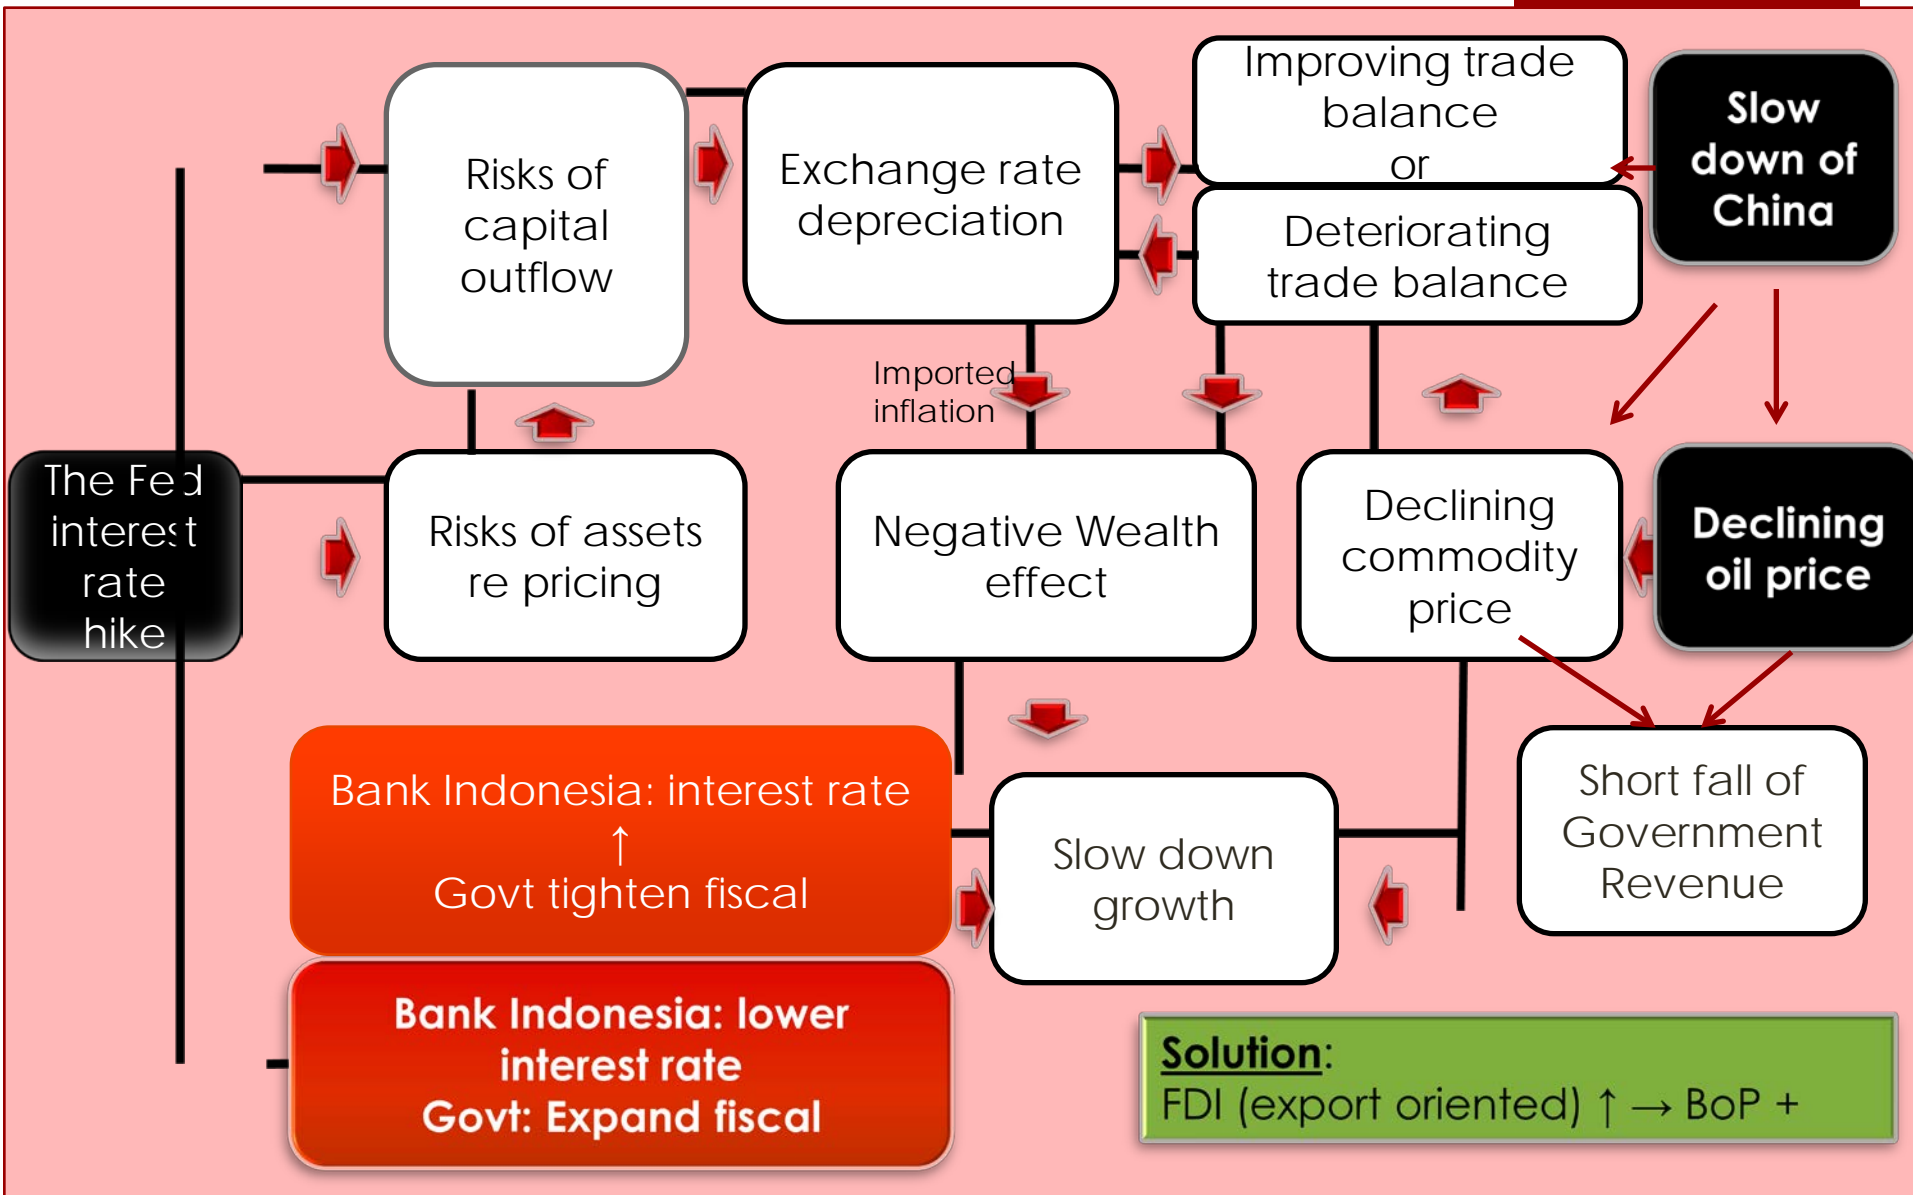 Improving trade
balance
or
Slow
down of
China
Risks of
capital
outflow
Exchange rate
depreciation
Deteriorating
trade balance
Imported
inflation
The Fed
interest
rate
hike
Risks of assets
re pricing
Negative Wealth
effect
Declining
commodity
price
Declining
oil price
Bank Indonesia: interest rate
↑
Govt tighten fiscal
Slow down
growth
Short fall of
Government
Revenue
Bank Indonesia: lower
interest rate
Govt: Expand fiscal
Solution:
FDI (export oriented) ↑ → BoP +